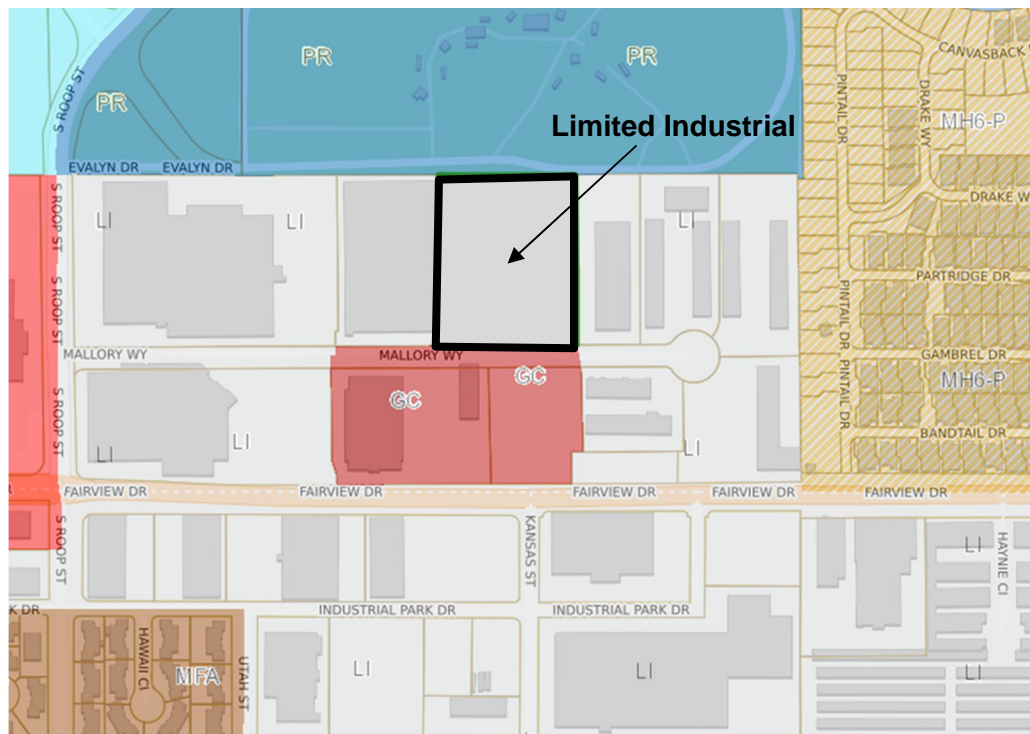 CANVASBACK
PR
PR
PR
S ROOP ST
PINTAIL DR
DRAKE WY
MH6-P
Limited Industrial
EVALYN DR
EVALYN DR
DRAKE W
S ROOP ST
LI
LI
LI
S ROOP ST
PARTRIDGE DR
PINTAIL DR
MALLORY WY
MALLORY WY
GAMBREL DR
GC
GC
MH6-P
PINTAIL DR
S ROOP ST
LI
LI
LI
BANDTAIL DR
R
FAIRVIEW DR
FAIRVIEW DR
FAIRVIEW DR
FAIRVIEW DR
FAIRVIEW DR
S ROOP ST
KANSAS ST
LI
HAYNIE CI
K DR
INDUSTRIAL PARK DR
INDUSTRIAL PARK DR
HAWAII CI
MFA
UTAH ST
LI
LI
LI